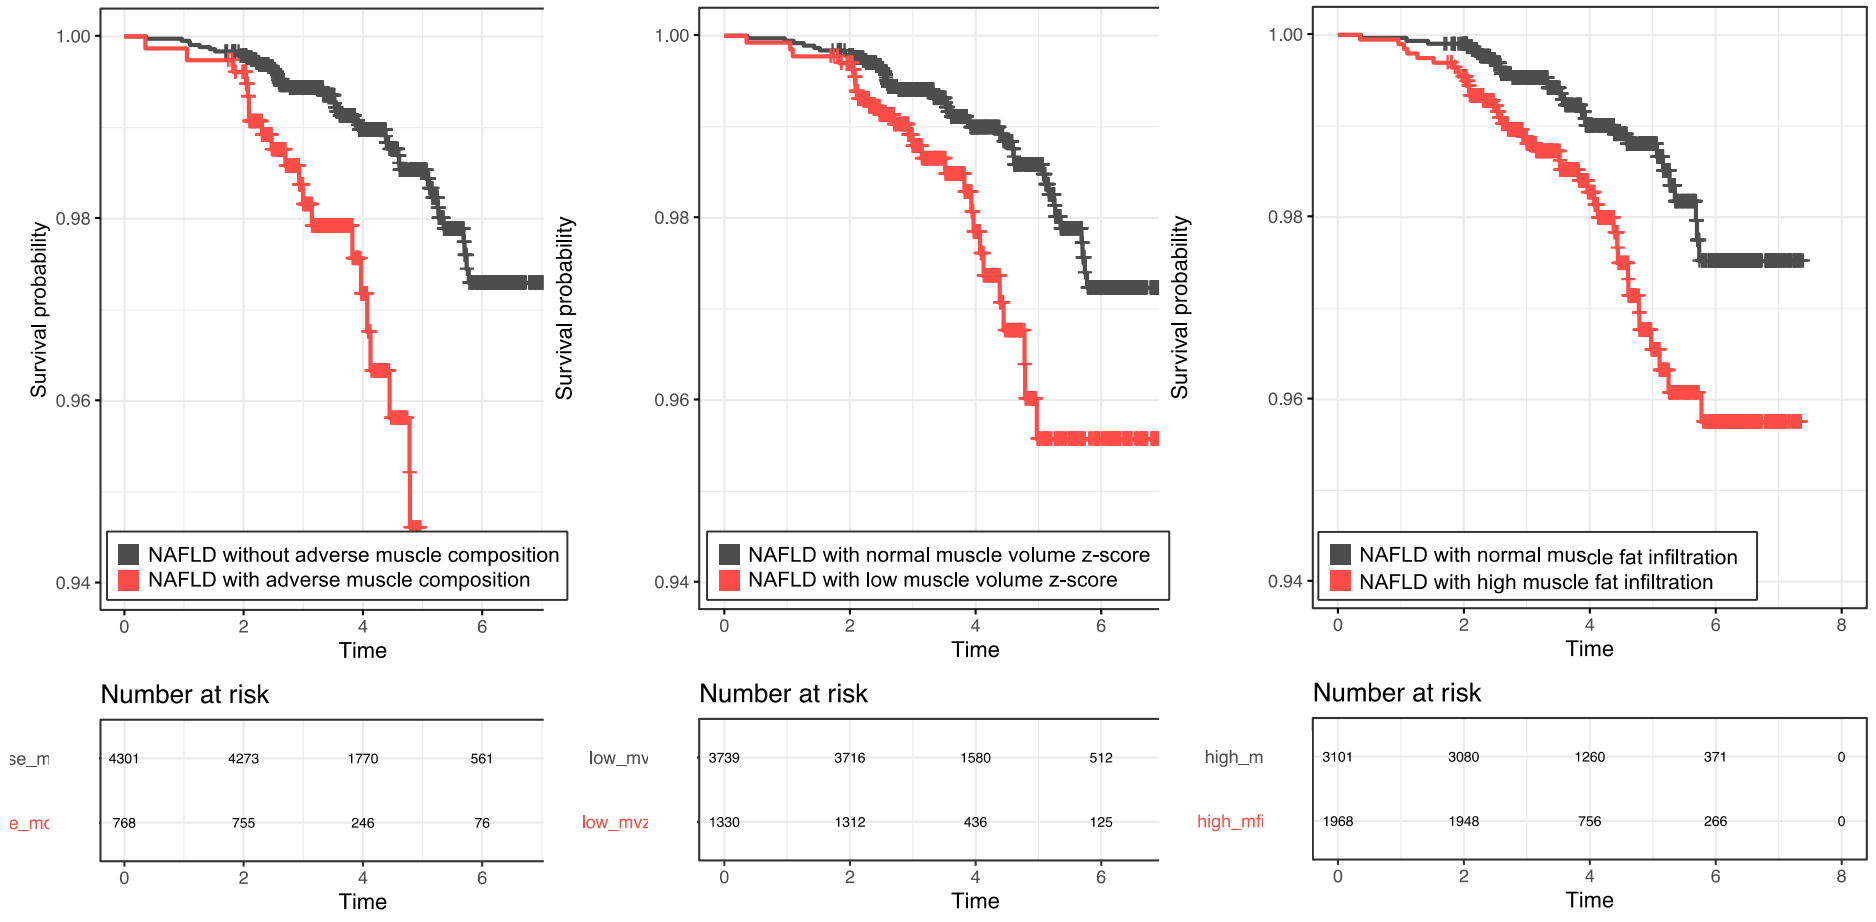 1.00
0.98
0.96
0.94
Survival probability
NAFLD without adverse muscle composition
NAFLD with adverse muscle composition
0 2 4 6
Time
Number at risk
se_m 4301 4273 1770 561
e_mc 768 755 246 76
0 2 4 6
Time
1.00
0.98
0.96
0.94
Survival probability
NAFLD with normal muscle volume z-score
NAFLD with low muscle volume z-score
0 2 4 6
Time
Number at risk
low_mv 3739 3716 1580 512
low_mvz 1330 1312 436 125
0 2 4 6
Time
1.00
0.98
0.96
0.94
Survival probability
NAFLD with normal muscle fat infiltration
NAFLD with high muscle fat infiltration
0 2 4 6 8
Time
Number at risk
high_m 3101 3080 1260 371 0
high_mfi 1968 1948 756 266 0
0 2 4 6 8
Time